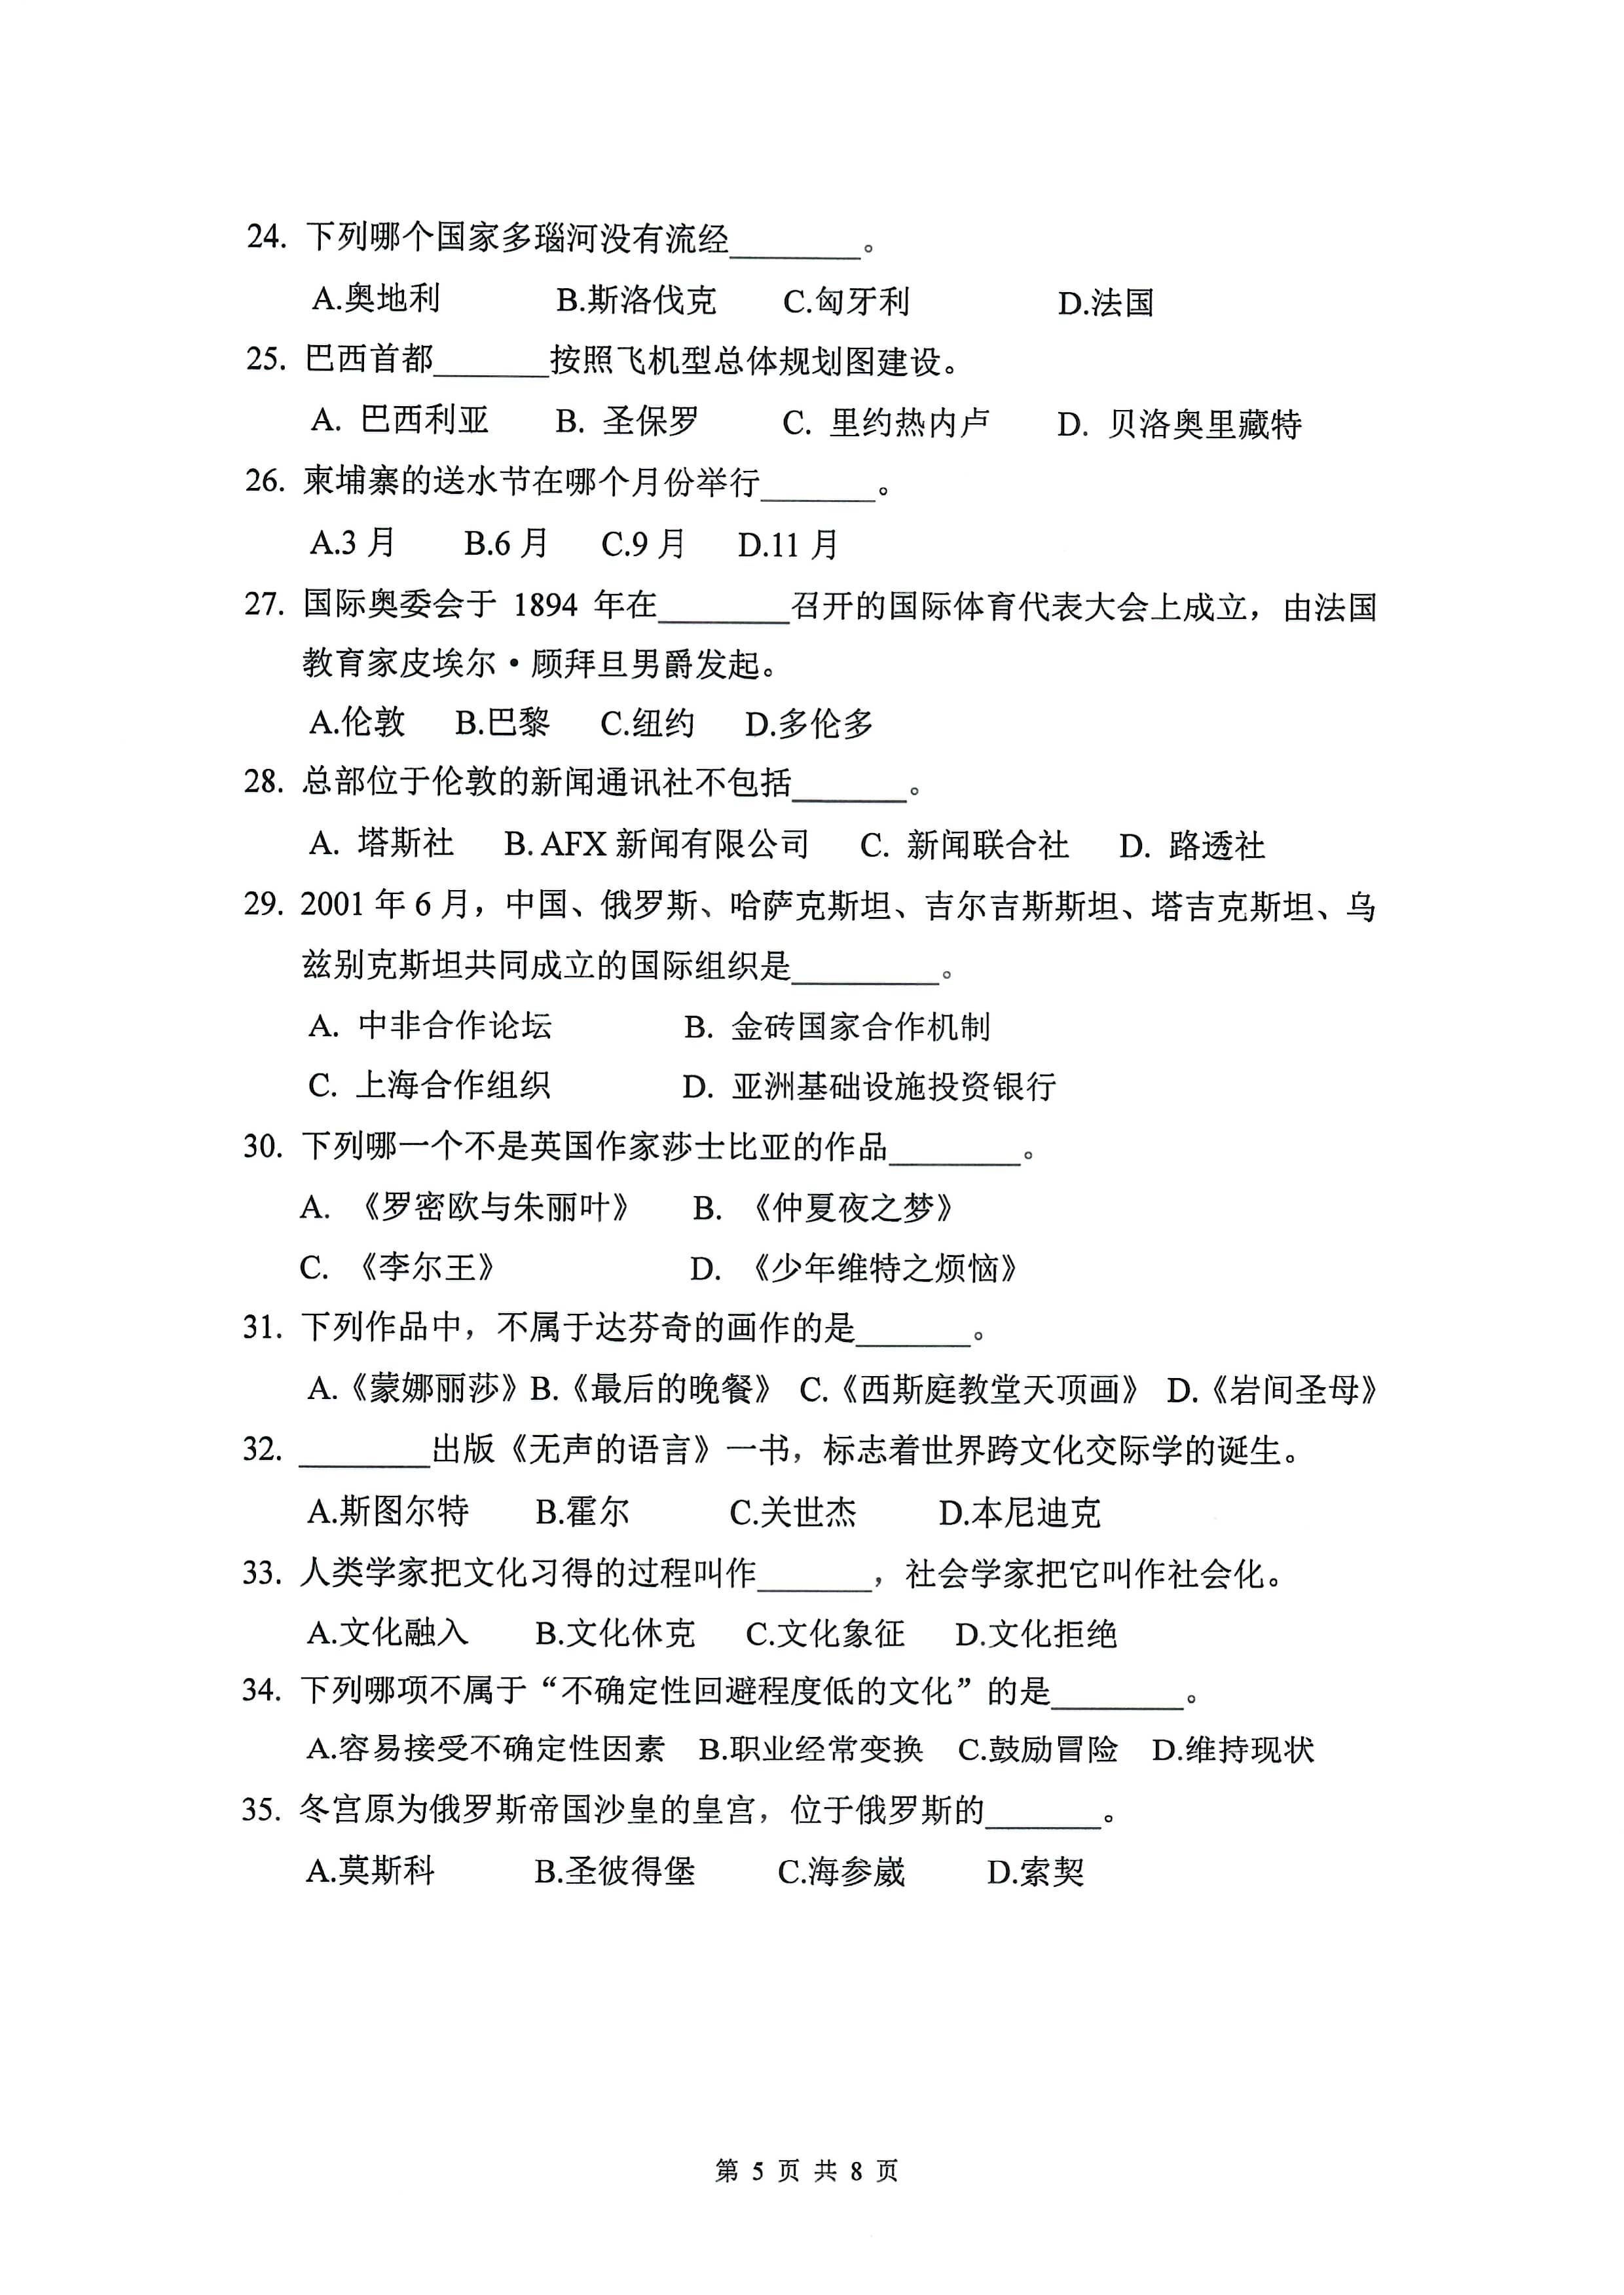 24. 下列哪个国家多瑙河没有流经________。
A.奥地利 B.斯洛伐克 C.匈牙利 D.法国
25. 巴西首都_______按照飞机型总体规划图建设。
A. 巴西利亚 B. 圣保罗 C. 里约热内卢 D. 贝洛奥里藏特
26. 柬埔寨的送水节在哪个月份举行_______。
A.3 月 B.6 月 C.9 月 D.11 月
27. 国际奥委会于 1894 年在________召开的国际体育代表大会上成立，由法国
教育家皮埃尔•顾拜旦男爵发起。
A.伦敦 B.巴黎 C.纽约 D.多伦多
28. 总部位于伦敦的新闻通讯社不包括_______。
A. 塔斯社 B. AFX 新闻有限公司 C. 新闻联合社 D. 路透社
29. 2001 年 6 月，中国、俄罗斯、哈萨克斯坦、吉尔吉斯斯坦、塔吉克斯坦、乌
兹别克斯坦共同成立的国际组织是_________。
A. 中非合作论坛 B. 金砖国家合作机制
C. 上海合作组织 D. 亚洲基础设施投资银行
30. 下列哪一个不是英国作家莎士比亚的作品________。
A. 《罗密欧与朱丽叶》 B. 《仲夏夜之梦》
C. 《李尔王》 D. 《少年维特之烦恼》
31. 下列作品中，不属于达芬奇的画作的是_______。
A.《蒙娜丽莎》B.《最后的晚餐》 C.《西斯庭教堂天顶画》 D.《岩间圣母》
32. ________出版《无声的语言》一书，标志着世界跨文化交际学的诞生。
A.斯图尔特 B.霍尔 C.关世杰 D.本尼迪克
33. 人类学家把文化习得的过程叫作_______，社会学家把它叫作社会化。
A.文化融入 B.文化休克 C.文化象征 D.文化拒绝
34. 下列哪项不属于“不确定性回避程度低的文化”的是________。
A.容易接受不确定性因素 B.职业经常变换 C.鼓励冒险 D.维持现状
35. 冬宫原为俄罗斯帝国沙皇的皇宫，位于俄罗斯的_______。
A.莫斯科 B.圣彼得堡 C.海参崴 D.索契
第 5 页 共 8 页